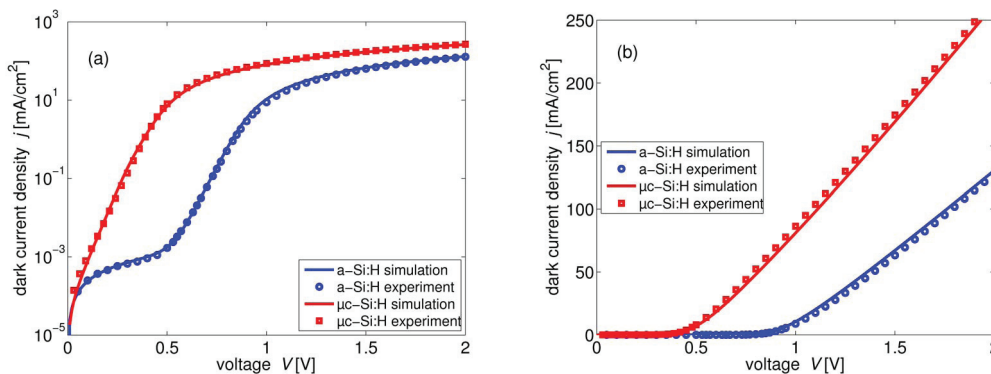 (a)
dark current density j [mA/cm²]
10³
10¹
10⁻¹
10⁻³
10⁻⁵
0
0.5
1
1.5
2
voltage V [V]
a−Si:H simulation
a−Si:H experiment
µc−Si:H simulation
µc−Si:H experiment
(b)
dark current density j [mA/cm²]
250
200
150
100
50
0
0.5
1
1.5
2
voltage V [V]
a−Si:H simulation
a−Si:H experiment
µc−Si:H simulation
µc−Si:H experiment